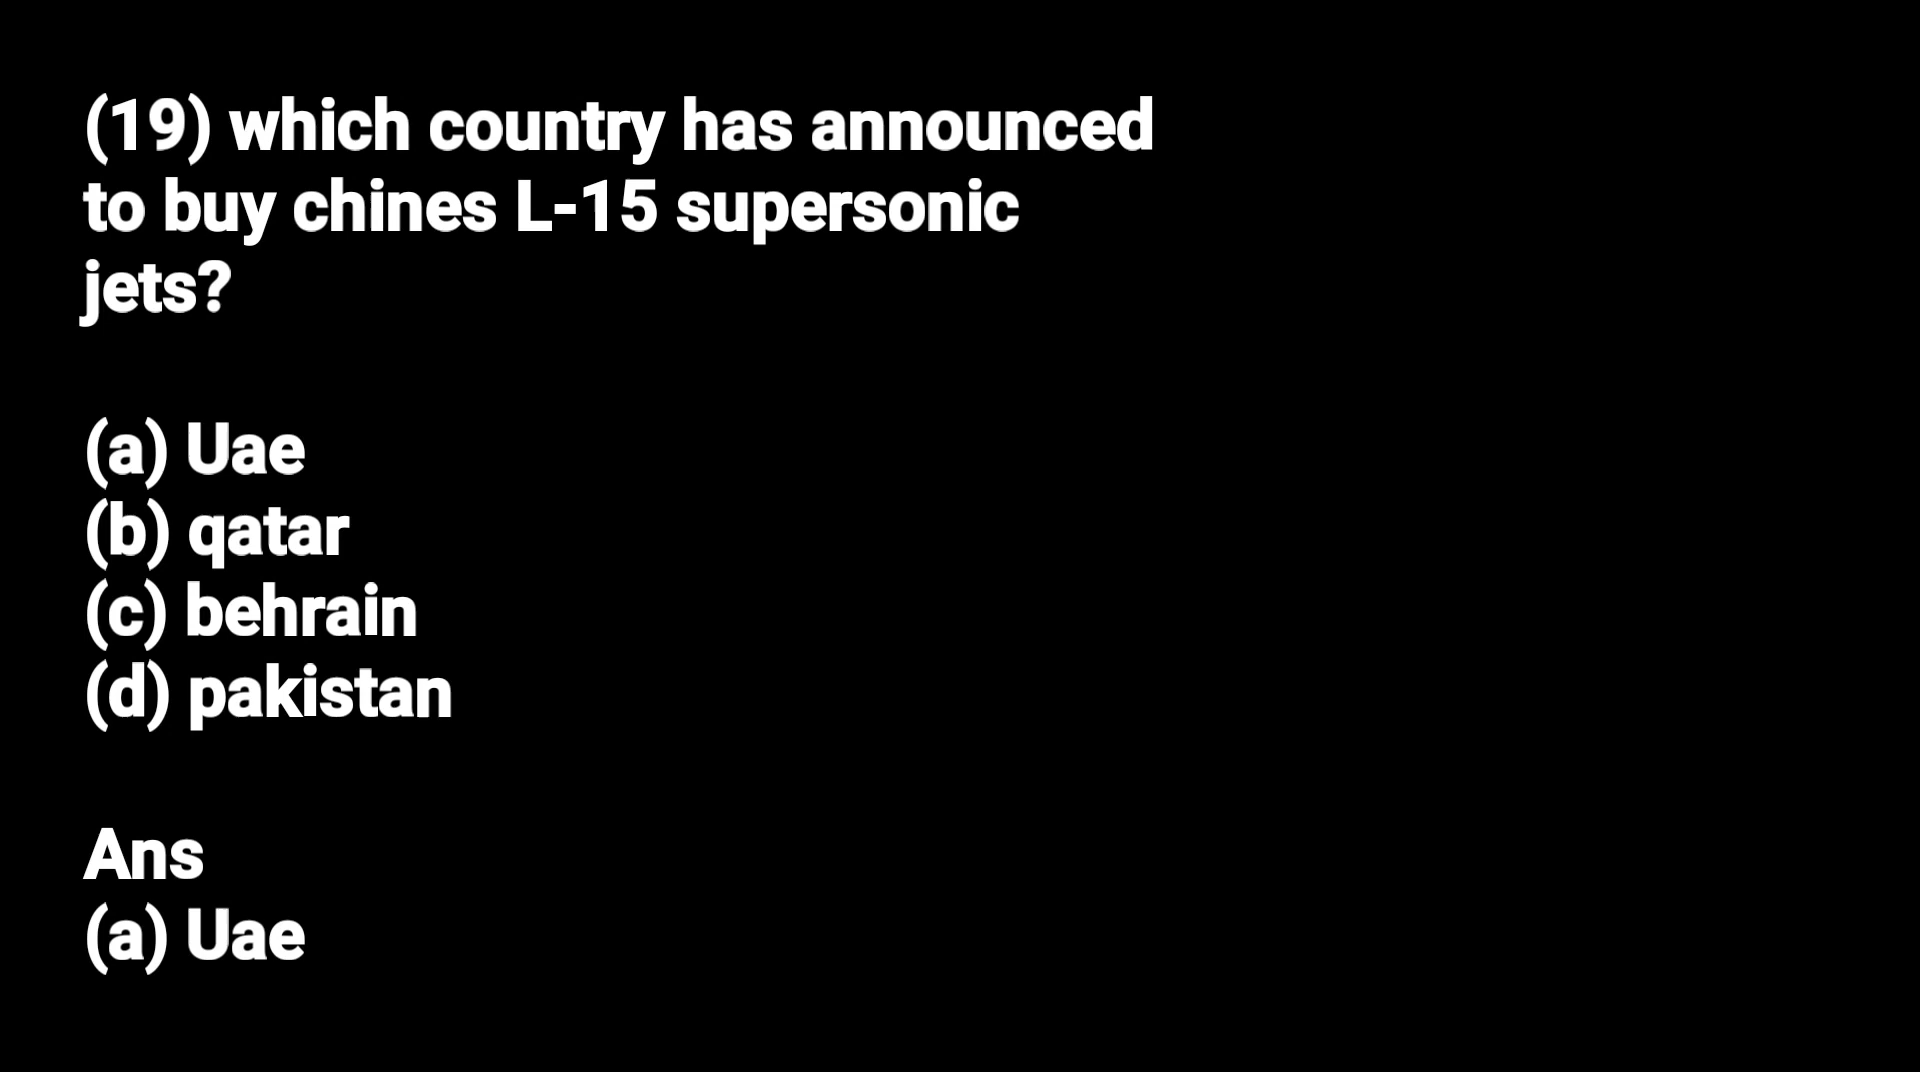 (19) which country has announced
to buy chines L-15 supersonic
jets?
(a) Uae
(b) qatar
(c) behrain
(d) pakistan
Ans
(a) Uae